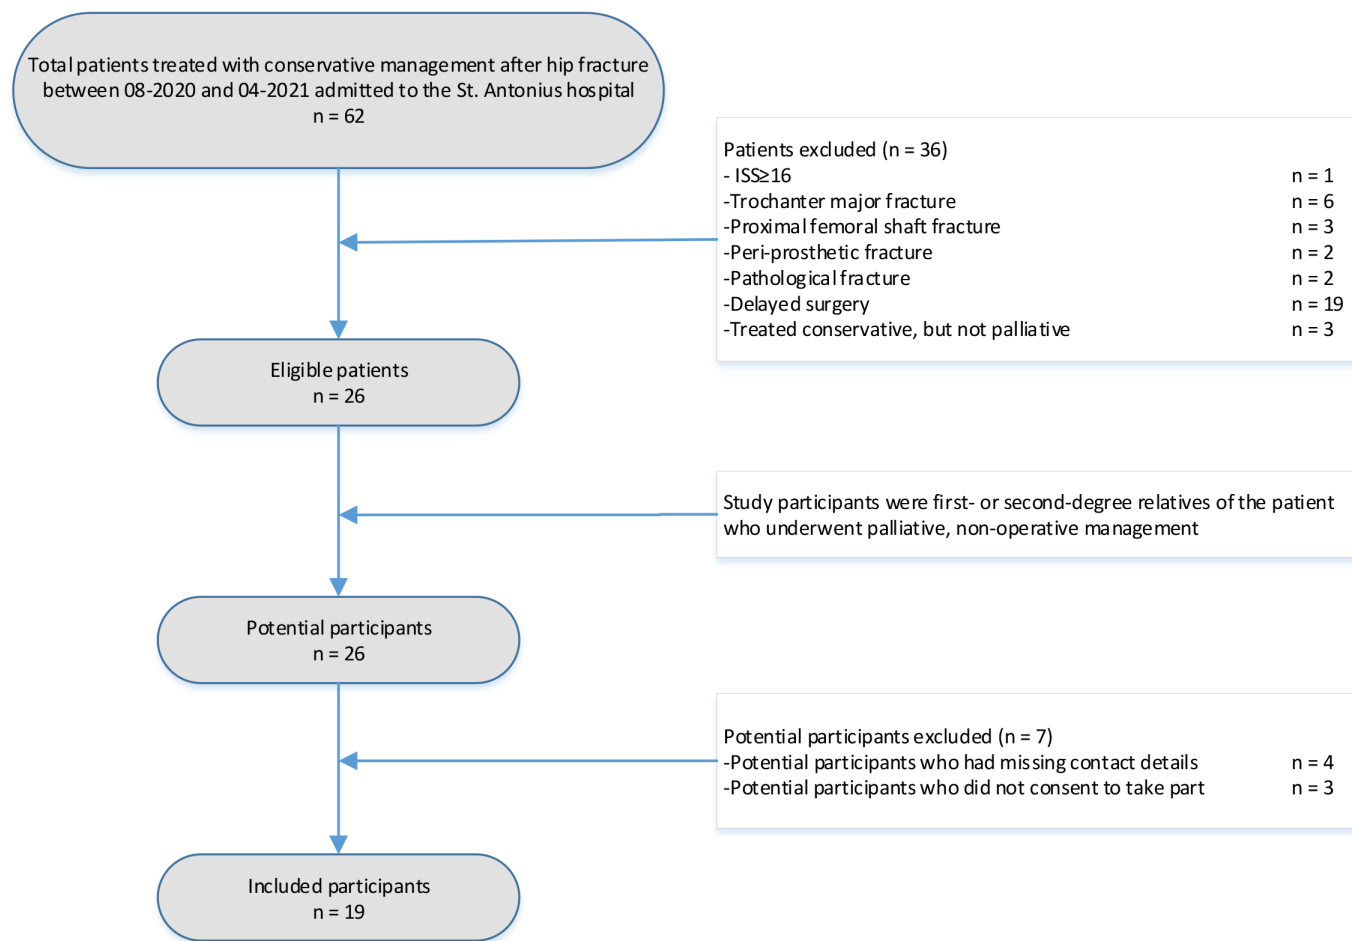 Total patients treated with conservative management after hip fracture
between 08-2020 and 04-2021 admitted to the St. Antonius hospital
n = 62
Patients excluded (n = 36)
- ISS≥16 n = 1
-Trochanter major fracture n = 6
-Proximal femoral shaft fracture n = 3
-Peri-prosthetic fracture n = 2
-Pathological fracture n = 2
-Delayed surgery n = 19
-Treated conservative, but not palliative n = 3
Eligible patients
n = 26
Study participants were first- or second-degree relatives of the patient
who underwent palliative, non-operative management
Potential participants
n = 26
Potential participants excluded (n = 7)
-Potential participants who had missing contact details n = 4
-Potential participants who did not consent to take part n = 3
Included participants
n = 19